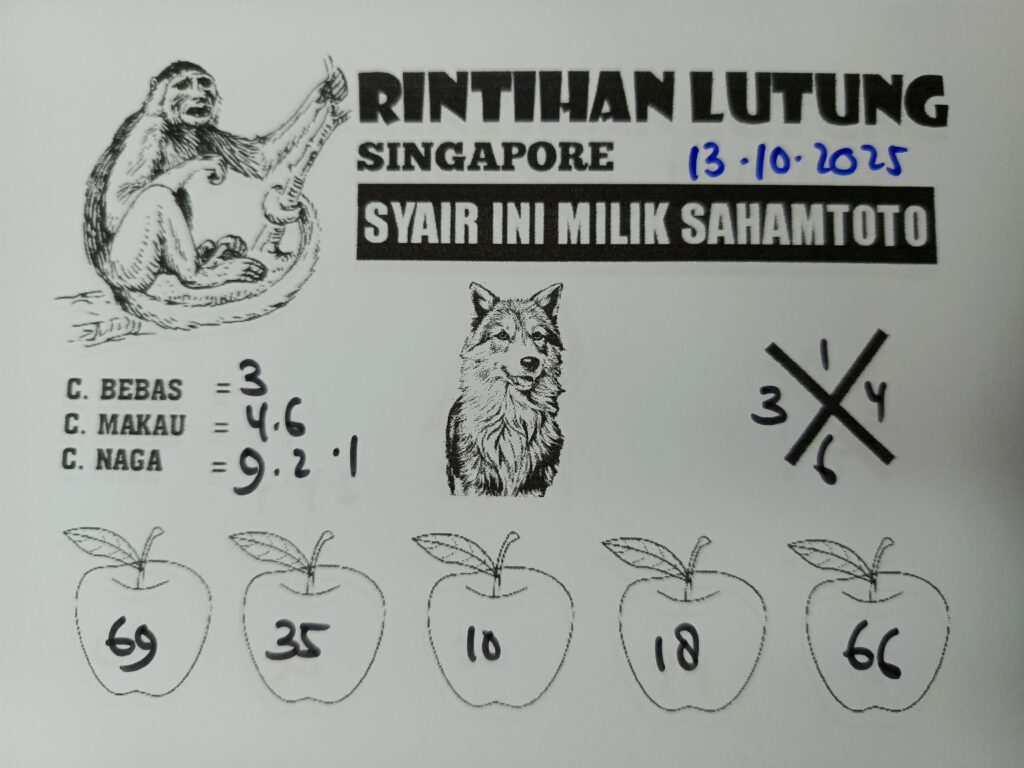 RINTIHAN LUTUNG
SINGAPORE 13.10.2025
SYAIR INI MILIK SAHAMTOTO
C. BEBAS = 3
C. MAKAU = 4.6
C. NAGA = 9.2.1
1
3 4
6
69 35 10 18 66